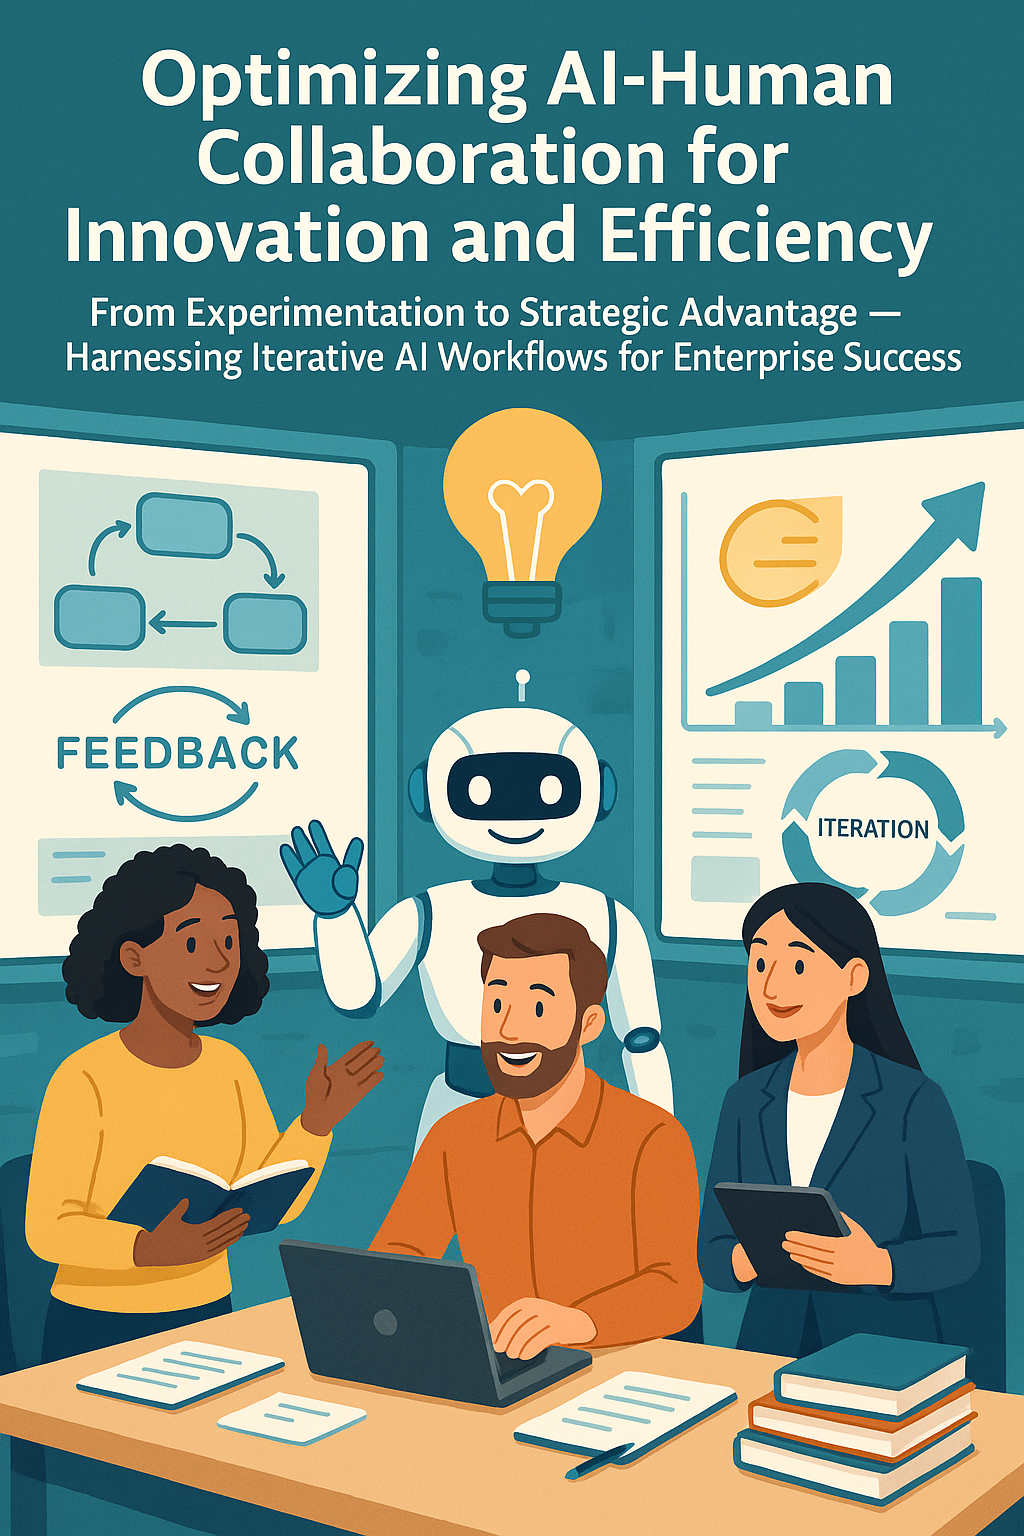 Optimizing AI-Human
Collaboration for
Innovation and Efficiency
From Experimentation to Strategic Advantage —
Harnessing Iterative AI Workflows for Enterprise Success
FEEDBACK
ITERATION